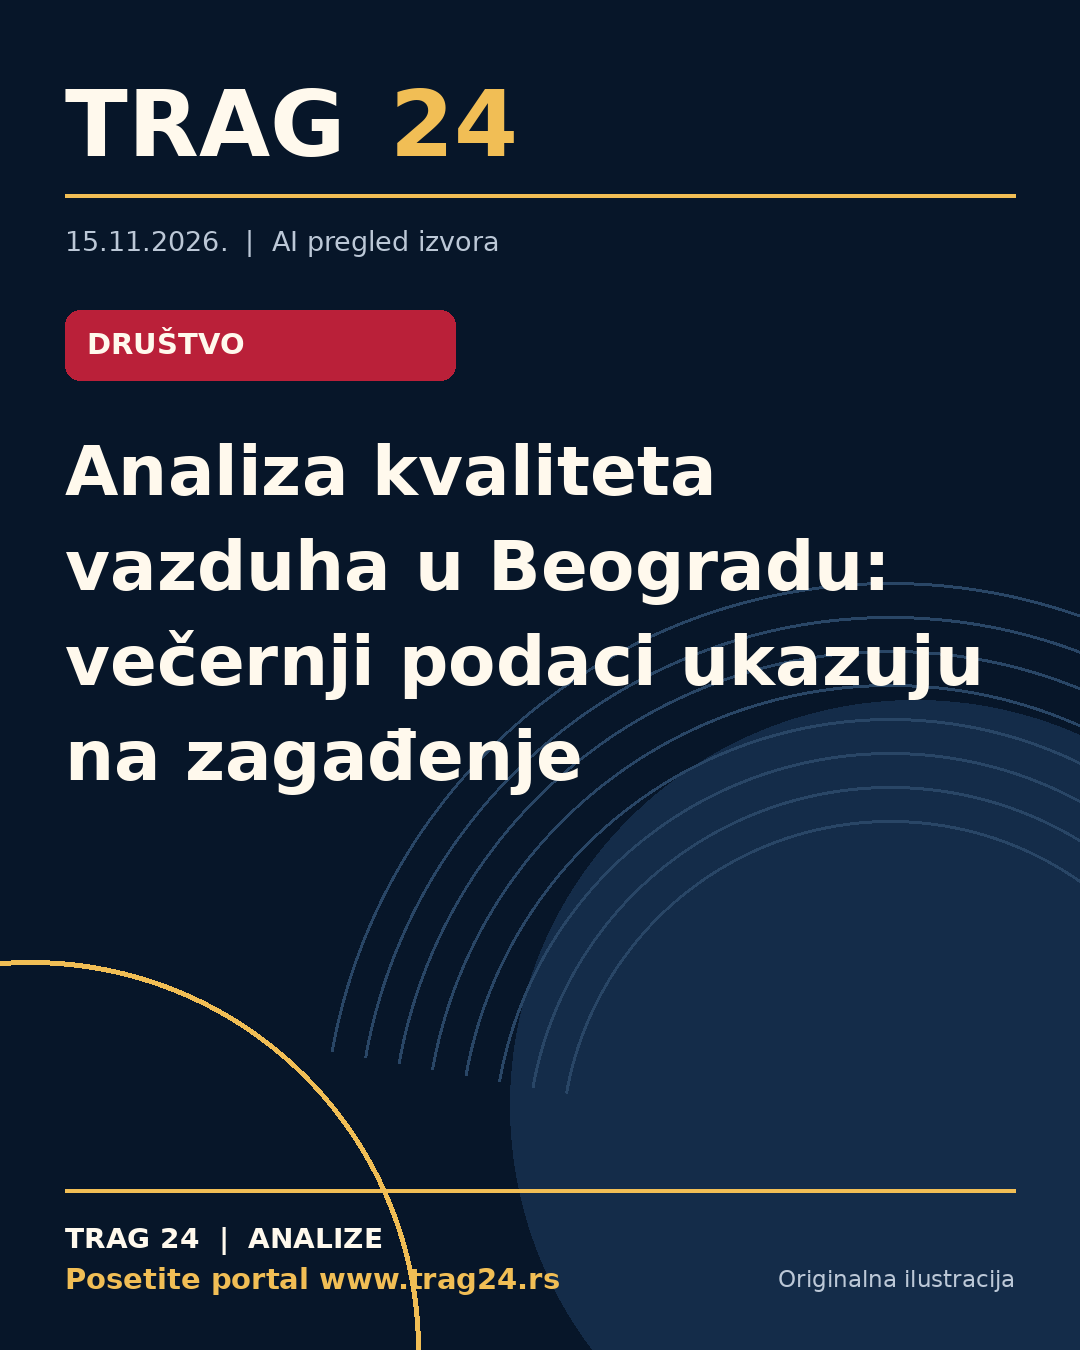 TRAG 24
15.11.2026. | AI pregled izvora
DRUŠTVO
Analiza kvaliteta
vazduha u Beogradu:
večernji podaci ukazuju
na zagađenje
TRAG 24 | ANALIZE
Posetite portal www.trag24.rs
Originalna ilustracija